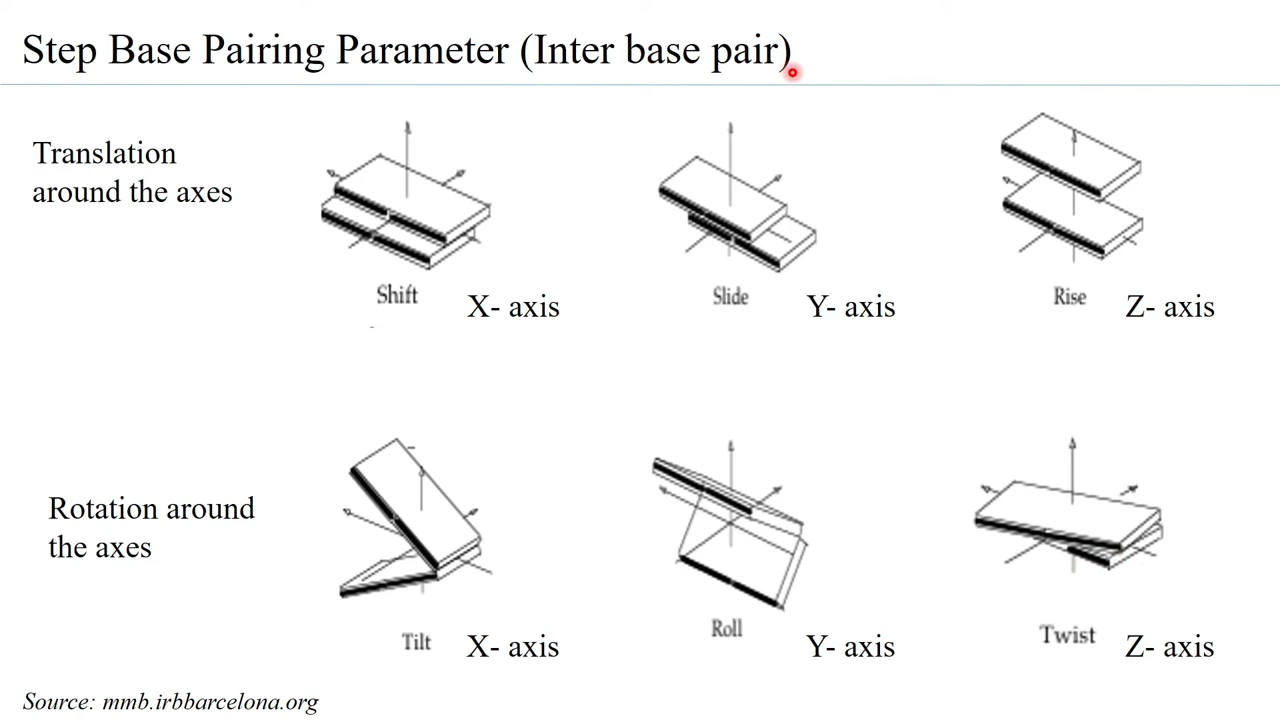 Step Base Pairing Parameter (Inter base pair)
Translation
around the axes
Shift
X- axis
Slide
Y- axis
Rise
Z- axis
Rotation around
the axes
Tilt
X- axis
Roll
Y- axis
Twist
Z- axis
Source: mmb.irbbarcelona.org